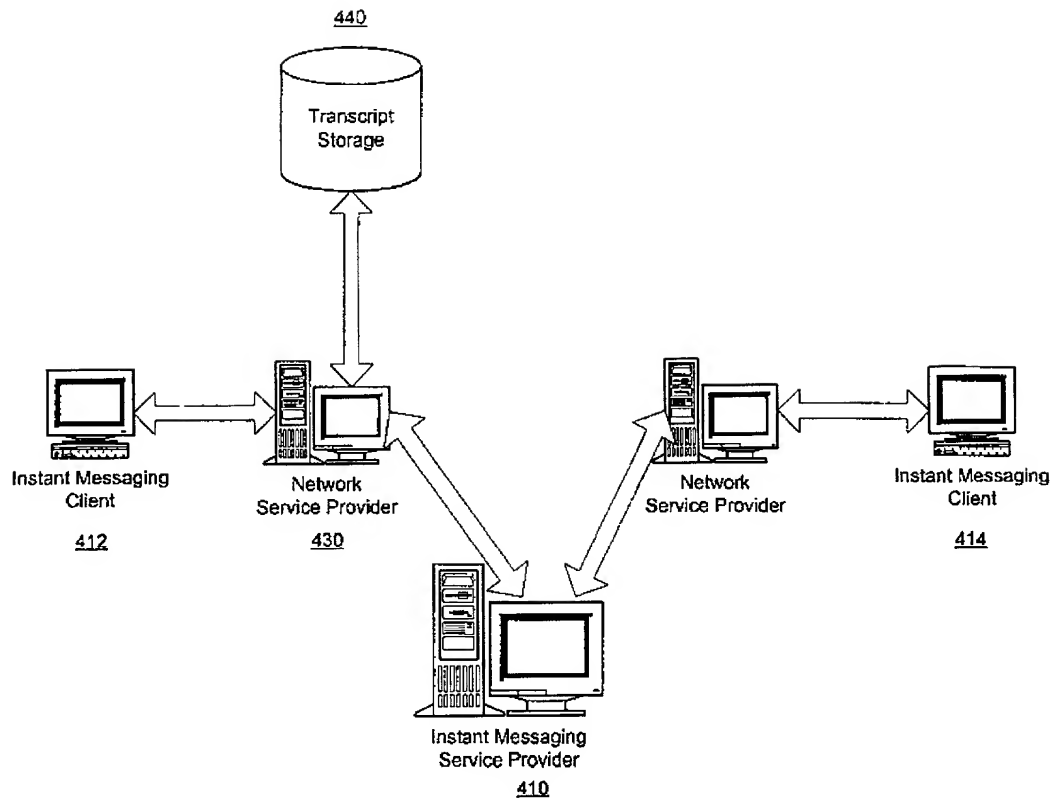 440
Transcript
Storage
Instant Messaging
Client
412
Network
Service Provider
430
Network
Service Provider
Instant Messaging
Client
414
Instant Messaging
Service Provider
410